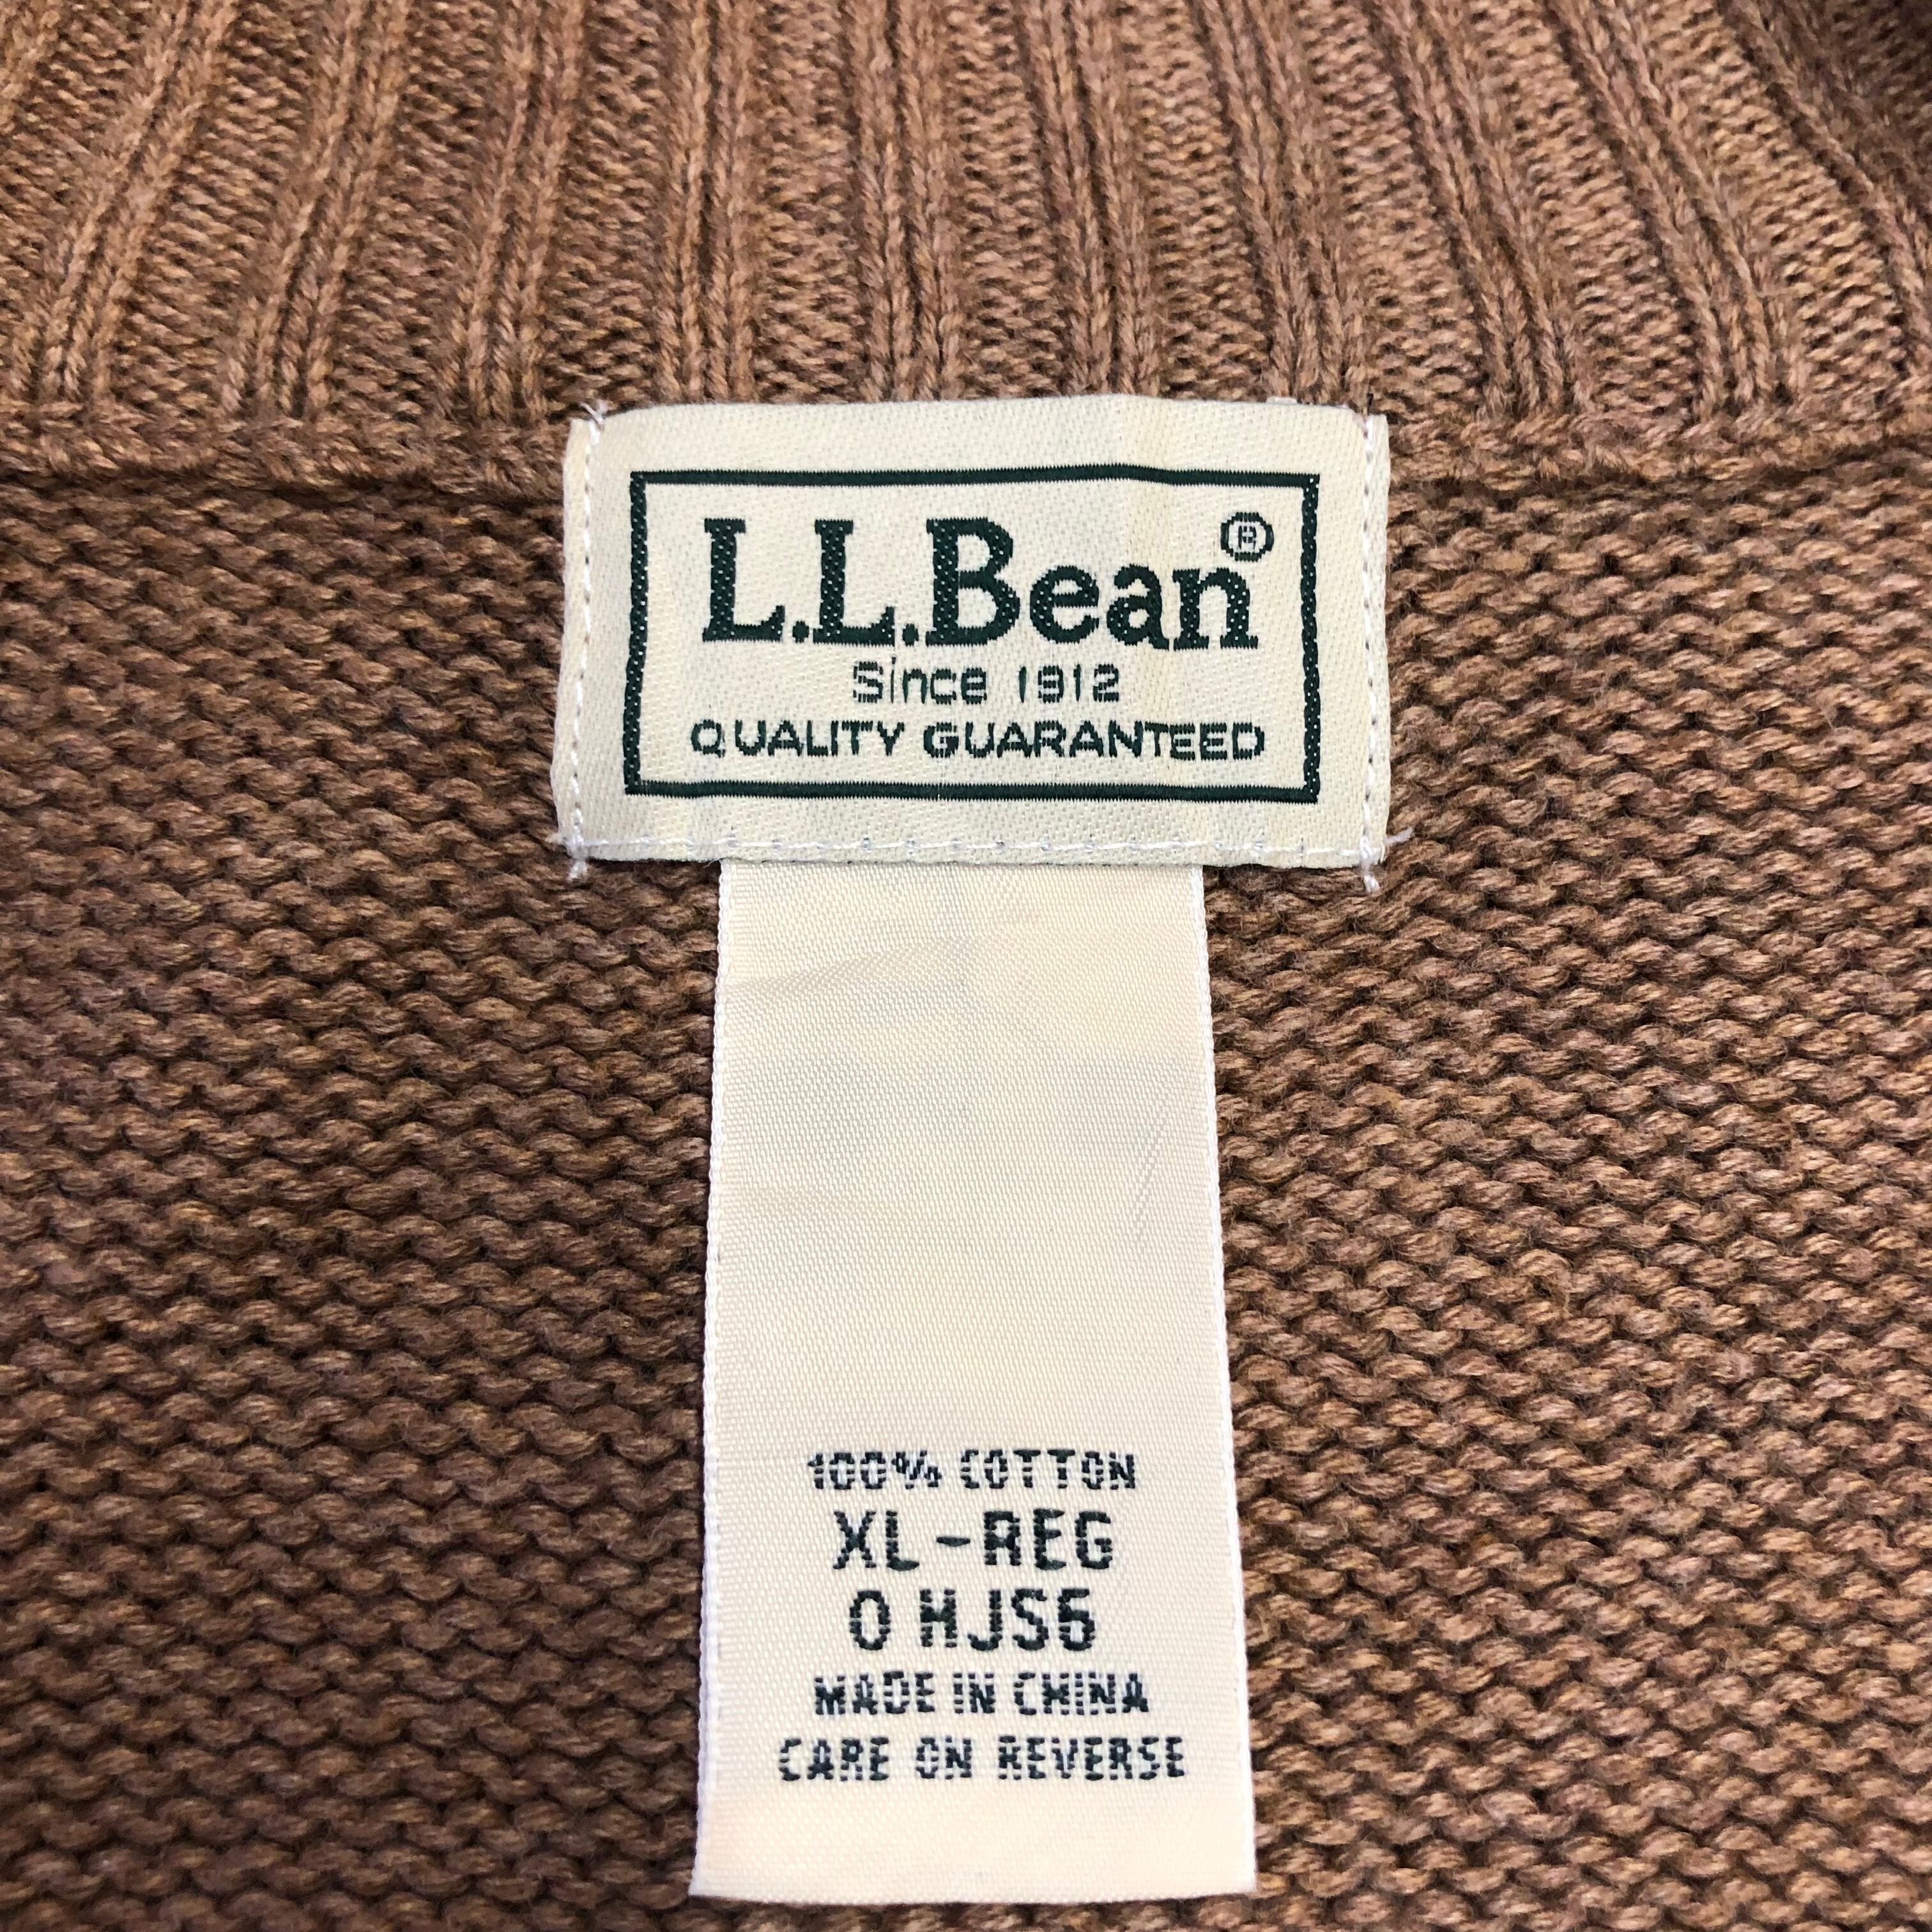 L.L.Bean®
Since 1912
QUALITY GUARANTEED
100% COTTON
XL-REG
0 HJS6
MADE IN CHINA
CARE ON REVERSE